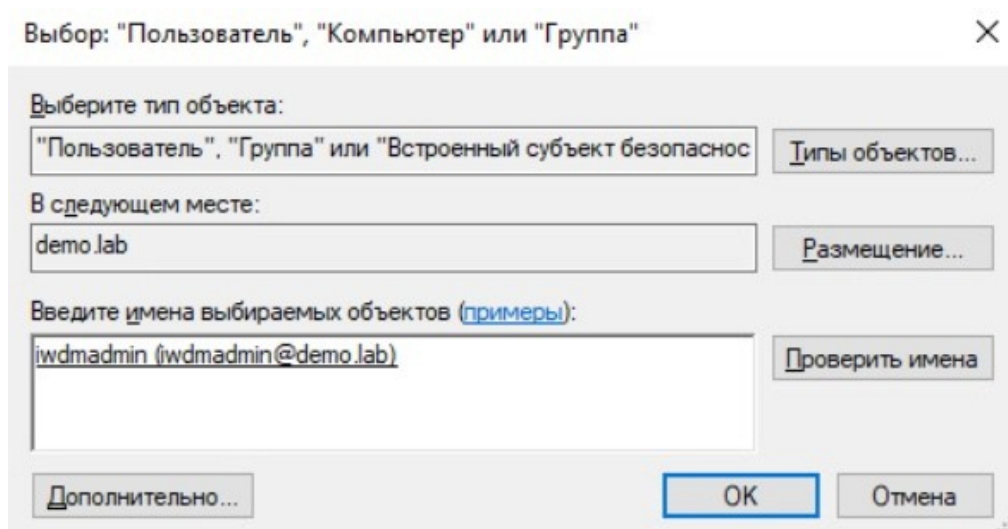 Выбор: "Пользователь", "Компьютер" или "Группа"
Выберите тип объекта:
"Пользователь", "Группа" или "Встроенный субъект безопаснос
Типы объектов...
В следующем месте:
demo.lab
Размещение...
Введите имена выбираемых объектов (примеры):
iwdmadmin (iwdmadmin@demo.lab)
Проверить имена
Дополнительно...
OK
Отмена